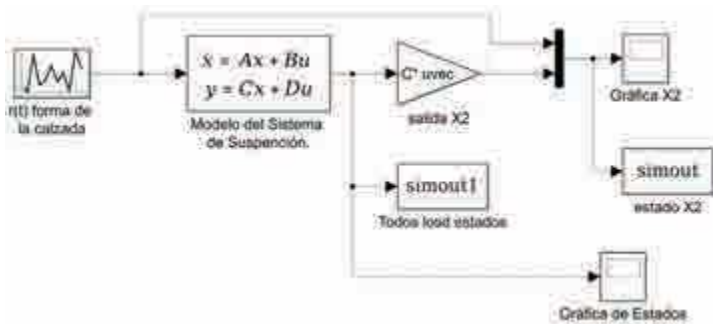 r(t) forma de
la calzada
ẋ = Ax + Bu
y = Cx + Du
Modelo del Sistema
de Suspención.
C* uvec
salida X2
Gráfica X2
simout
estado X2
simout1
Todos losd estados
Gráfica de Estados